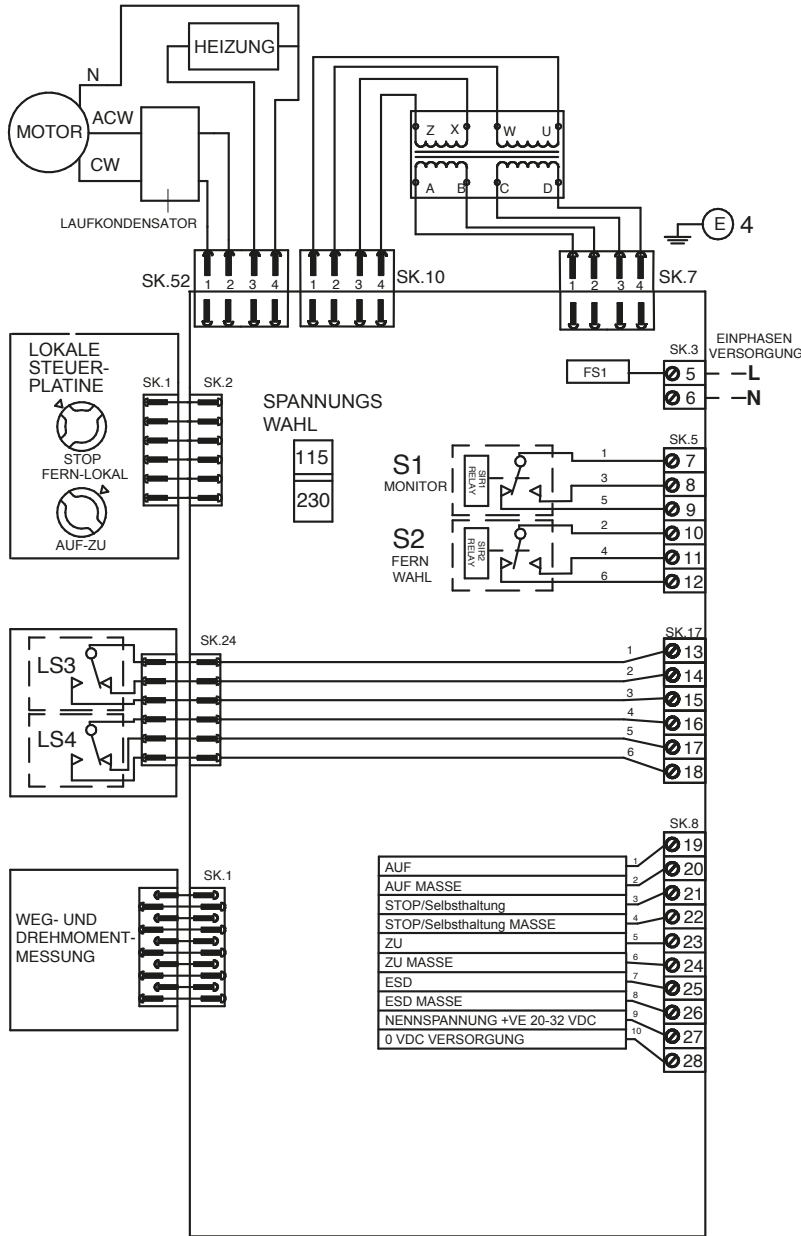 HEIZUNG
N
ACW
MOTOR
CW
LAUFKONDENSATOR
Z X W U
A B C D
E 4
SK.52 1 2 3 4
1 2 3 4 SK.10
1 2 3 4 SK.7
LOKALE
STEUER-
PLATINE
STOP
FERN-LOKAL
AUF-ZU
SK.1 SK.2
SPANNUNGS
WAHL
115
230
EINPHASEN
VERSORGUNG
SK.3
FS1
5 L
6 N
SK.5
S1
MONITOR
SIR1
RELAY
1 7
3 8
5 9
S2
FERN
WAHL
SIR2
RELAY
2 10
4 11
6 12
LS3
LS4
SK.24
SK.17
1 13
2 14
3 15
4 16
5 17
6 18
WEG- UND
DREHMOMENT-
MESSUNG
SK.1
SK.8
AUF 1 19
AUF MASSE 2 20
STOP/Selbsthaltung 3 21
STOP/Selbsthaltung MASSE 4 22
ZU 5 23
ZU MASSE 6 24
ESD 7 25
ESD MASSE 8 26
NENNSPANNUNG +VE 20-32 VDC 9 27
0 VDC VERSORGUNG 10 28